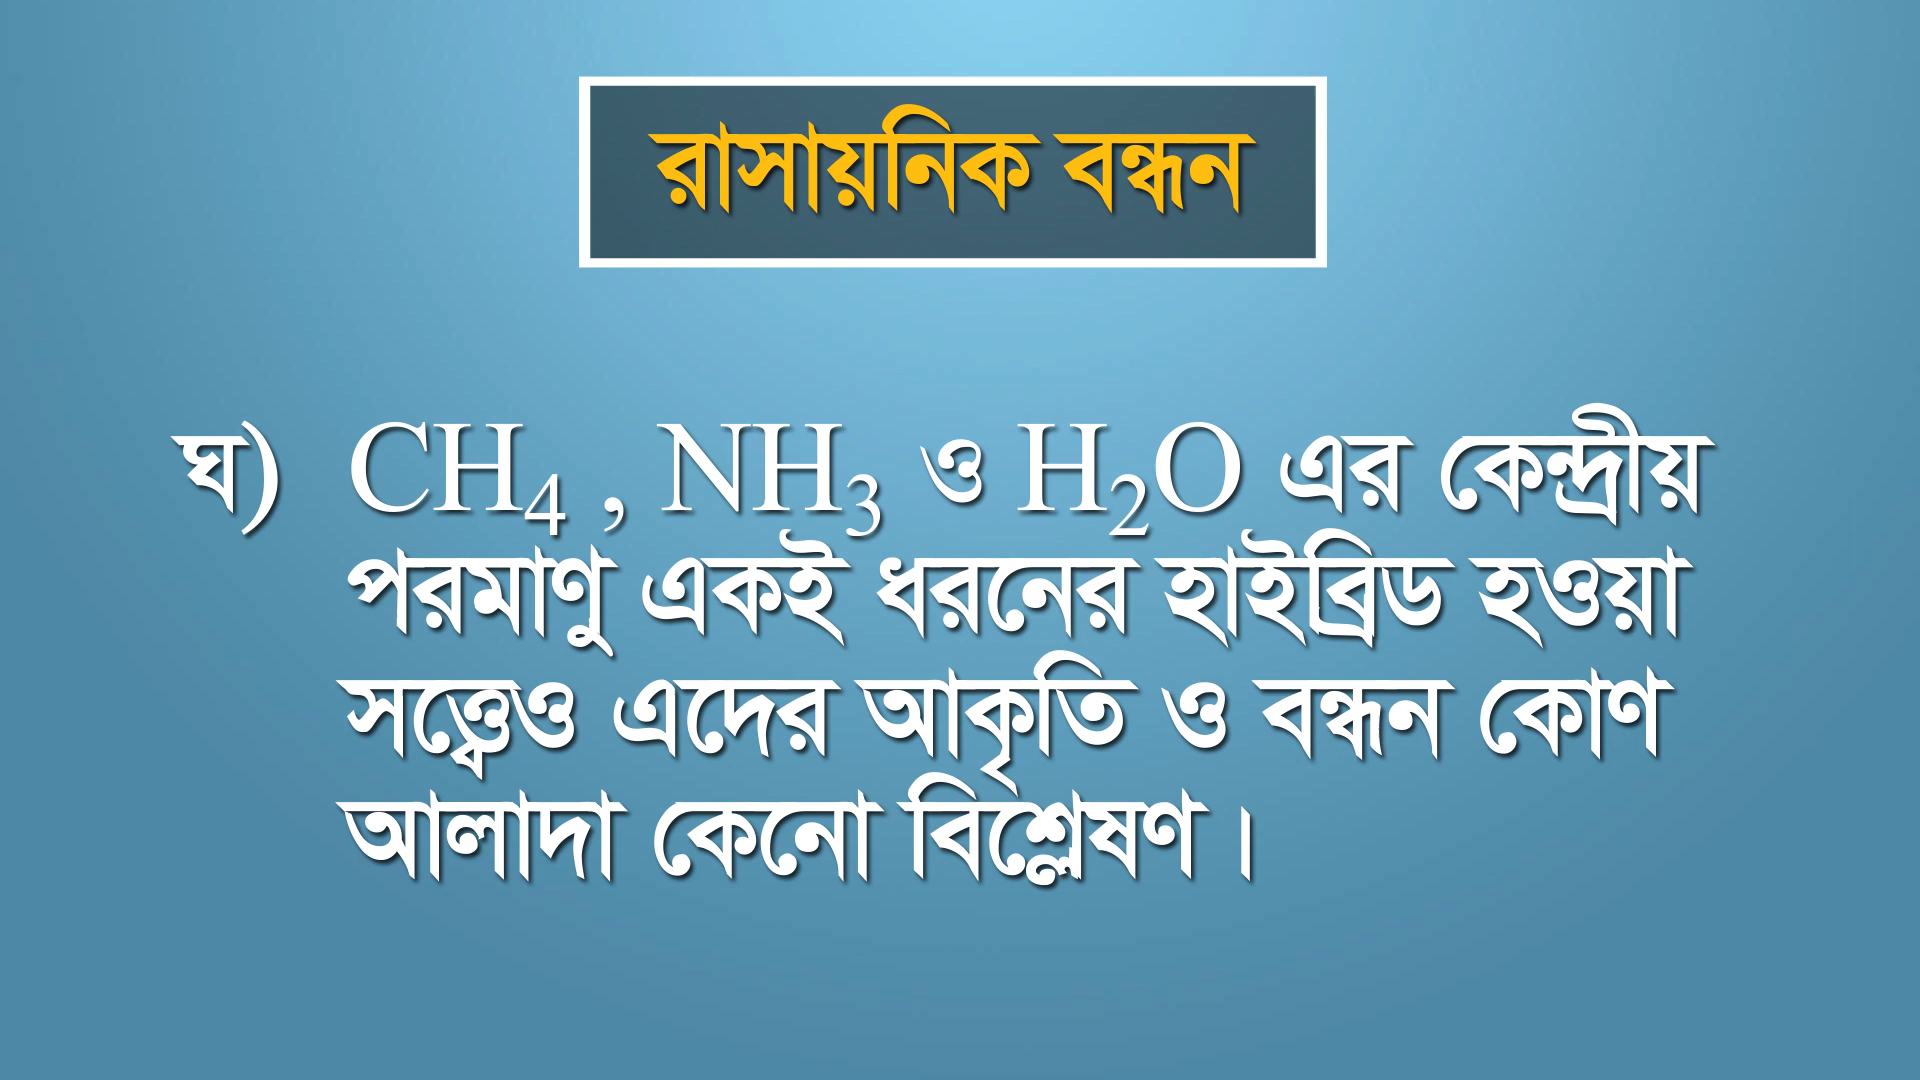 রাসায়নিক বন্ধন
ঘ) CH₄ , NH₃ ও H₂O এর কেন্দ্রীয়
পরমাণু একই ধরনের হাইব্রিড হওয়া
সত্ত্বেও এদের আকৃতি ও বন্ধন কোণ
আলাদা কেনো বিশ্লেষণ।